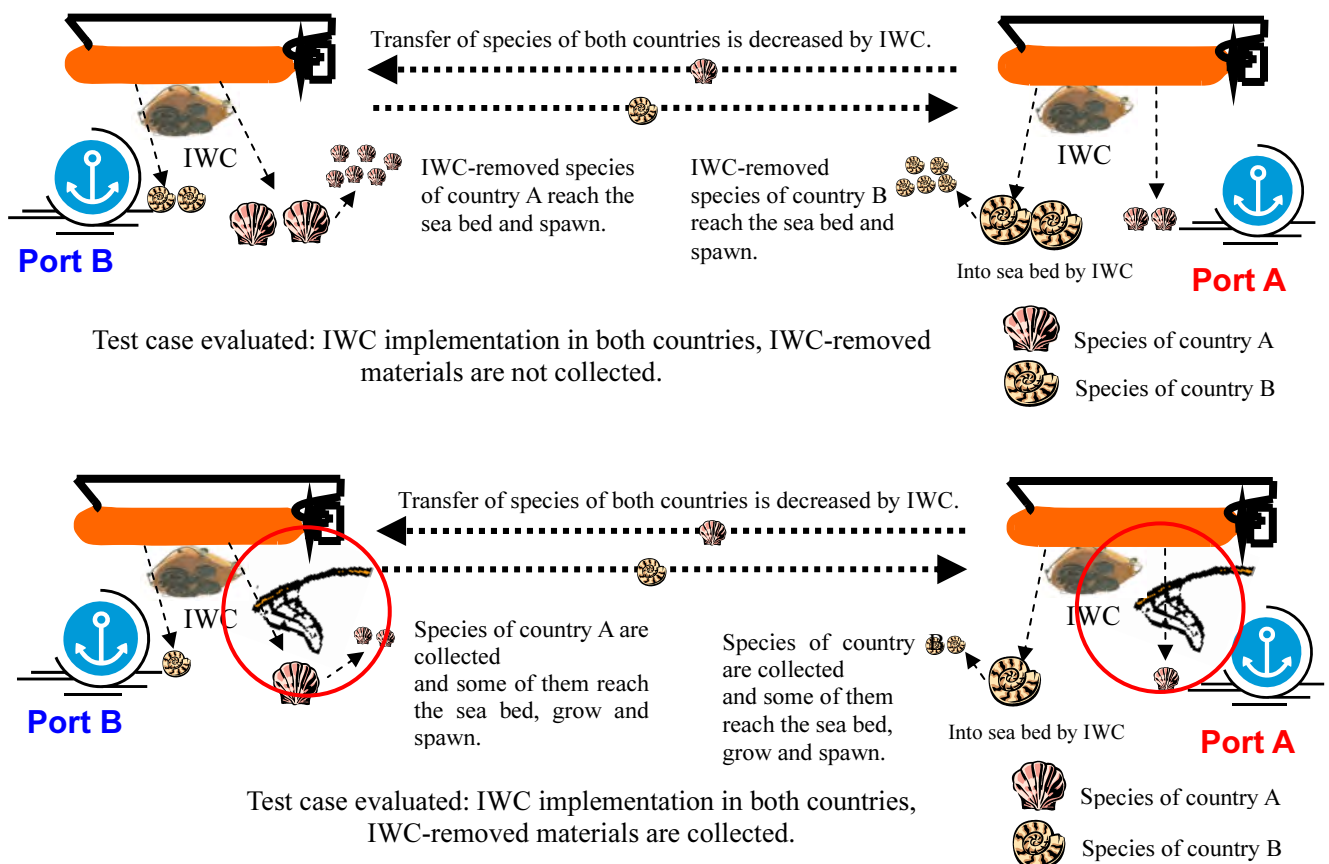 Transfer of species of both countries is decreased by IWC.
IWC
IWC-removed species
of country A reach the
sea bed and spawn.
IWC-removed
species of country B
reach the sea bed and
spawn.
IWC
Port B
Into sea bed by IWC
Port A
Test case evaluated: IWC implementation in both countries, IWC-removed
materials are not collected.
Species of country A
Species of country B
Transfer of species of both countries is decreased by IWC.
IWC
Species of country A are
collected
and some of them reach
the sea bed, grow and
spawn.
Species of country B
are collected
and some of them
reach the sea bed,
grow and spawn.
IWC
Port B
Into sea bed by IWC
Port A
Test case evaluated: IWC implementation in both countries,
IWC-removed materials are collected.
Species of country A
Species of country B